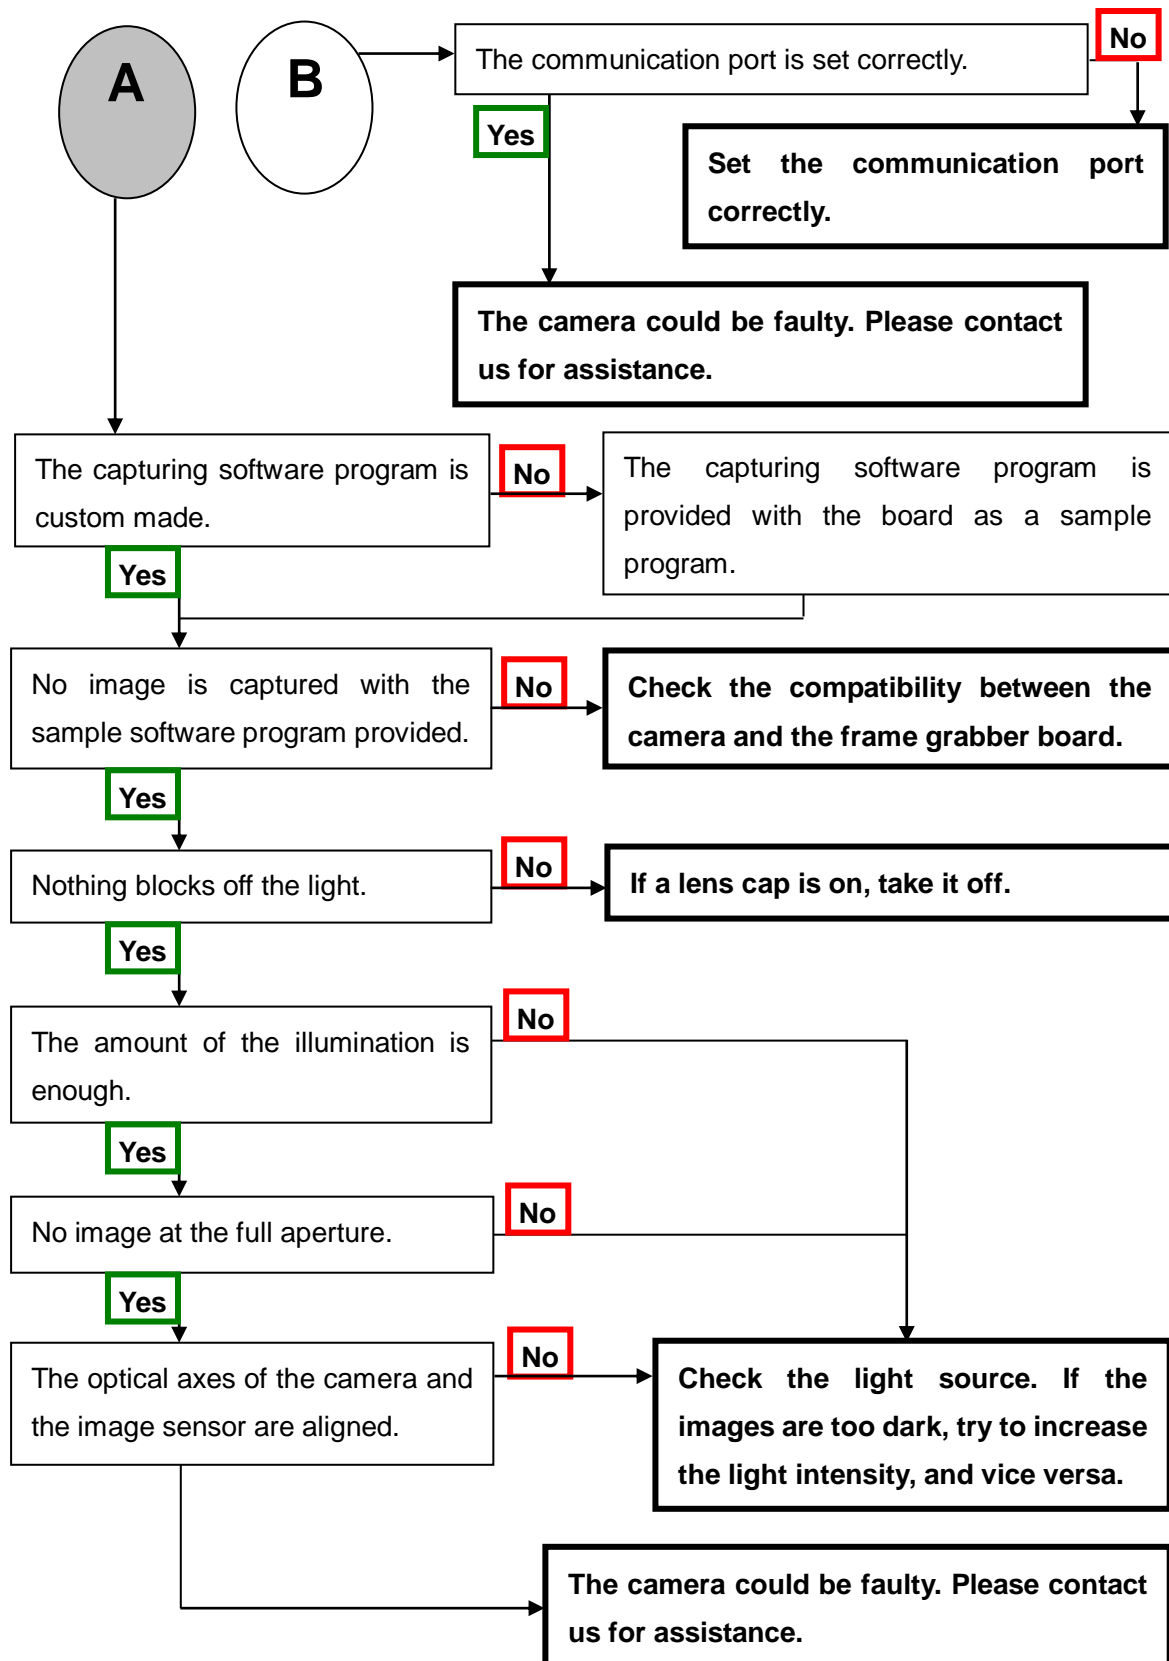 A
B
The communication port is set correctly.
No
Yes
Set the communication port
correctly.
The camera could be faulty. Please contact
us for assistance.
The capturing software program is
custom made.
No
The capturing software program is
provided with the board as a sample
program.
Yes
No image is captured with the
sample software program provided.
No
Check the compatibility between the
camera and the frame grabber board.
Yes
Nothing blocks off the light.
No
If a lens cap is on, take it off.
Yes
The amount of the illumination is
enough.
No
Yes
No image at the full aperture.
No
Yes
The optical axes of the camera and
the image sensor are aligned.
No
Check the light source. If the
images are too dark, try to increase
the light intensity, and vice versa.
The camera could be faulty. Please contact
us for assistance.